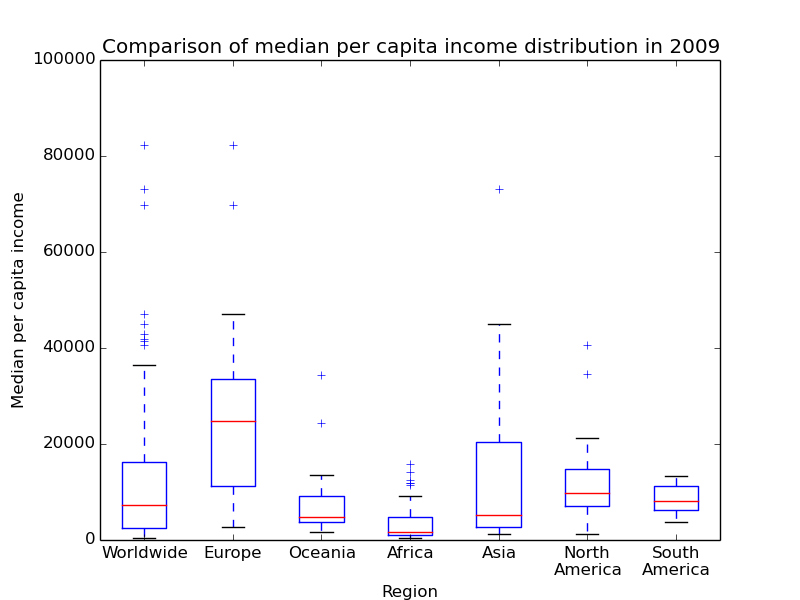 Comparison of median per capita income distribution in 2009
100000
80000
60000
40000
20000
0
Median per capita income
Worldwide Europe Oceania Africa Asia North America South America
Region